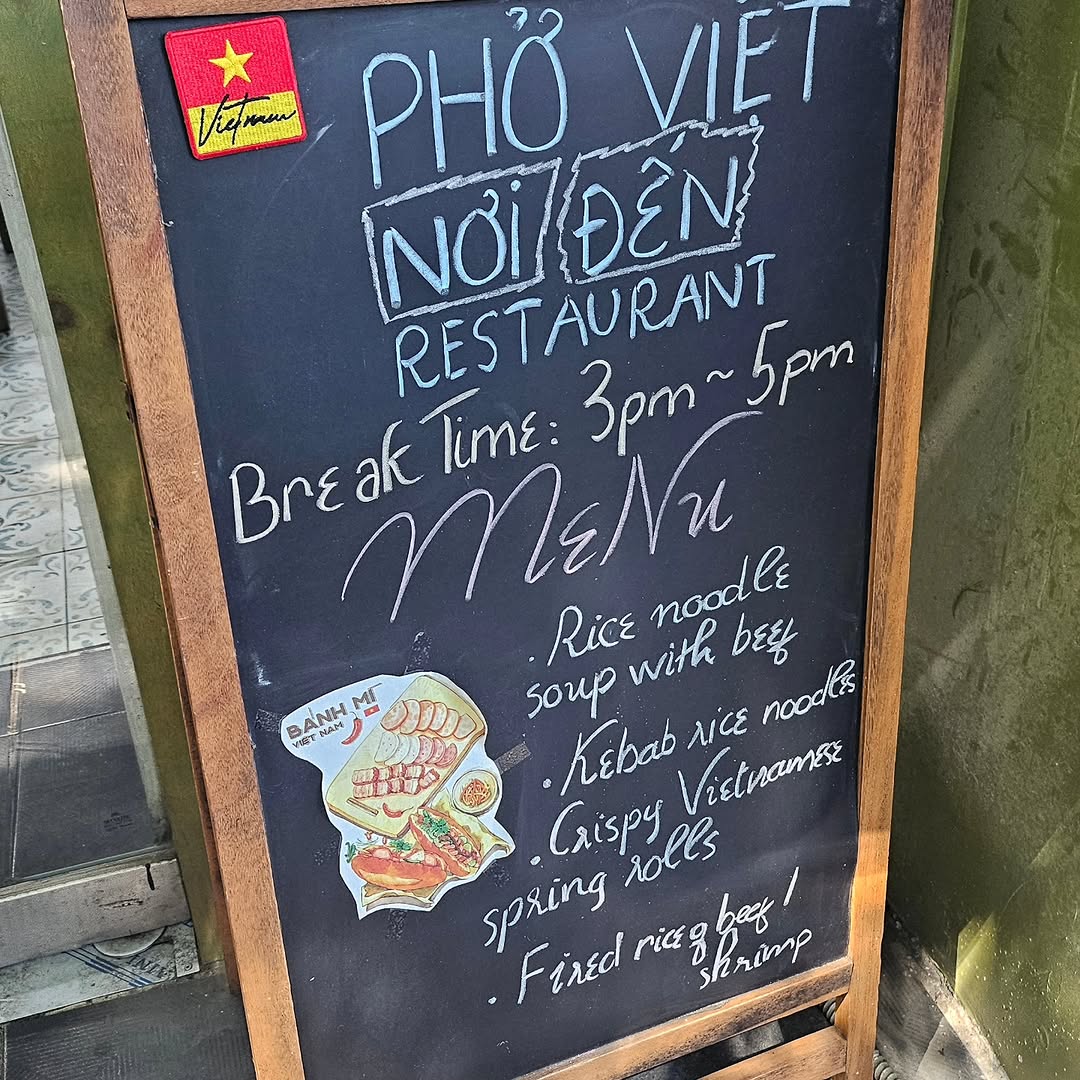 Vietnam
PHỞ VIỆT
NƠI ĐẾN
RESTAURANT
Break Time: 3pm ~ 5pm
MeNu
BÁNH MÌ
VIỆT NAM
. Rice noodle
soup with beef
. Kebab rice noodles
. Crispy Vietnamese
spring rolls
. Fired rice g beef /
shrimp